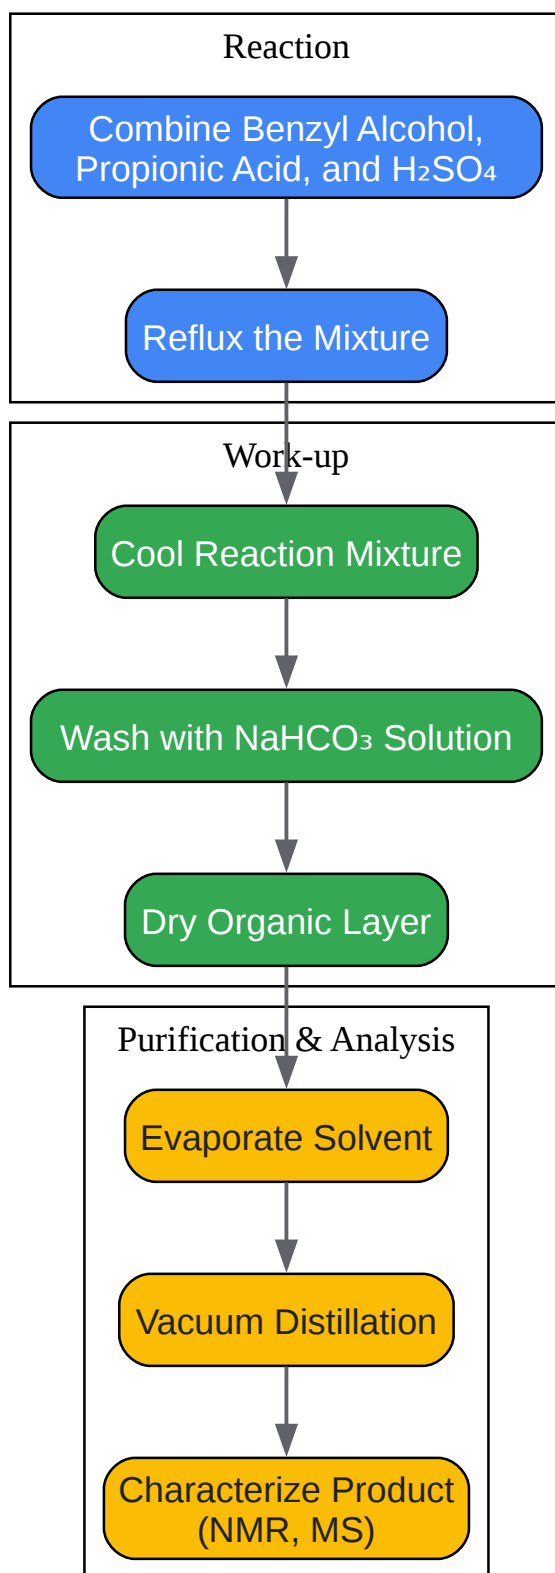 Reaction
Combine Benzyl Alcohol,
Propionic Acid, and H₂SO₄
Reflux the Mixture
Work-up
Cool Reaction Mixture
Wash with NaHCO₃ Solution
Dry Organic Layer
Purification & Analysis
Evaporate Solvent
Vacuum Distillation
Characterize Product
(NMR, MS)